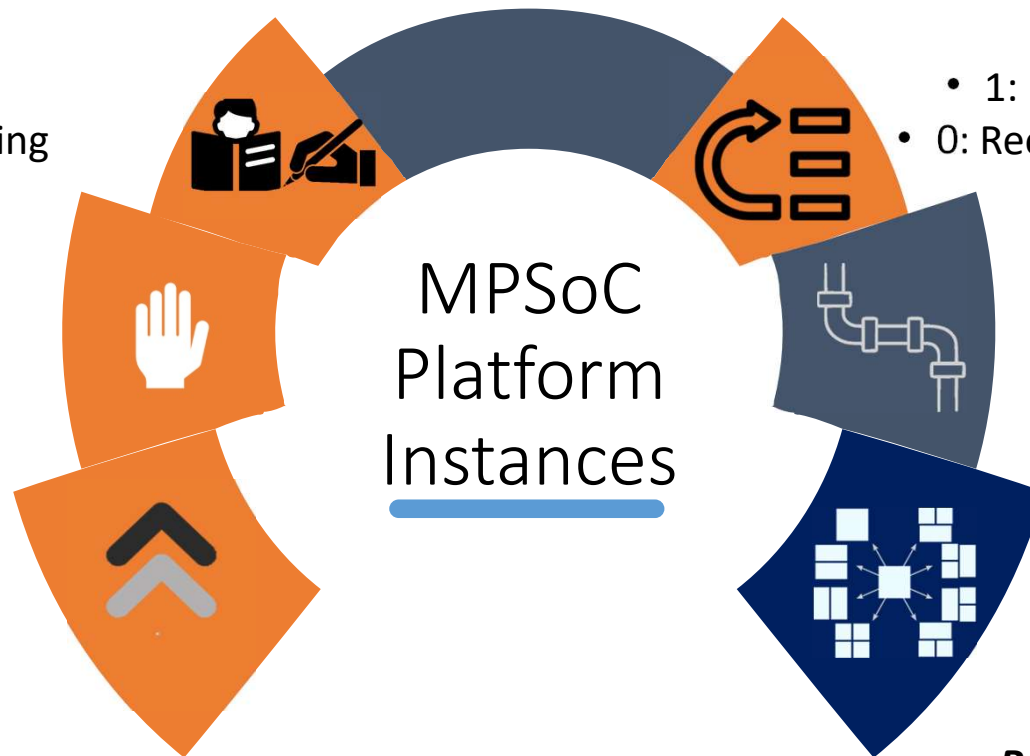 • 1:
ing
• 0: Rec
MPSoC
Platform
Instances